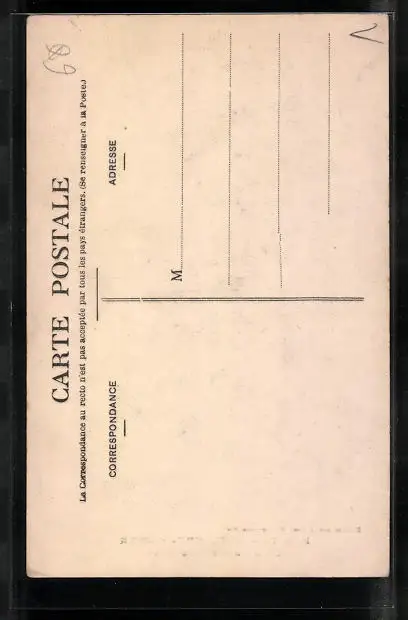 CARTE POSTALE
La Correspondance au recto n'est pas acceptée par tous les pays étrangers. (Se renseigner à la Poste.)
CORRESPONDANCE
ADRESSE
M
68